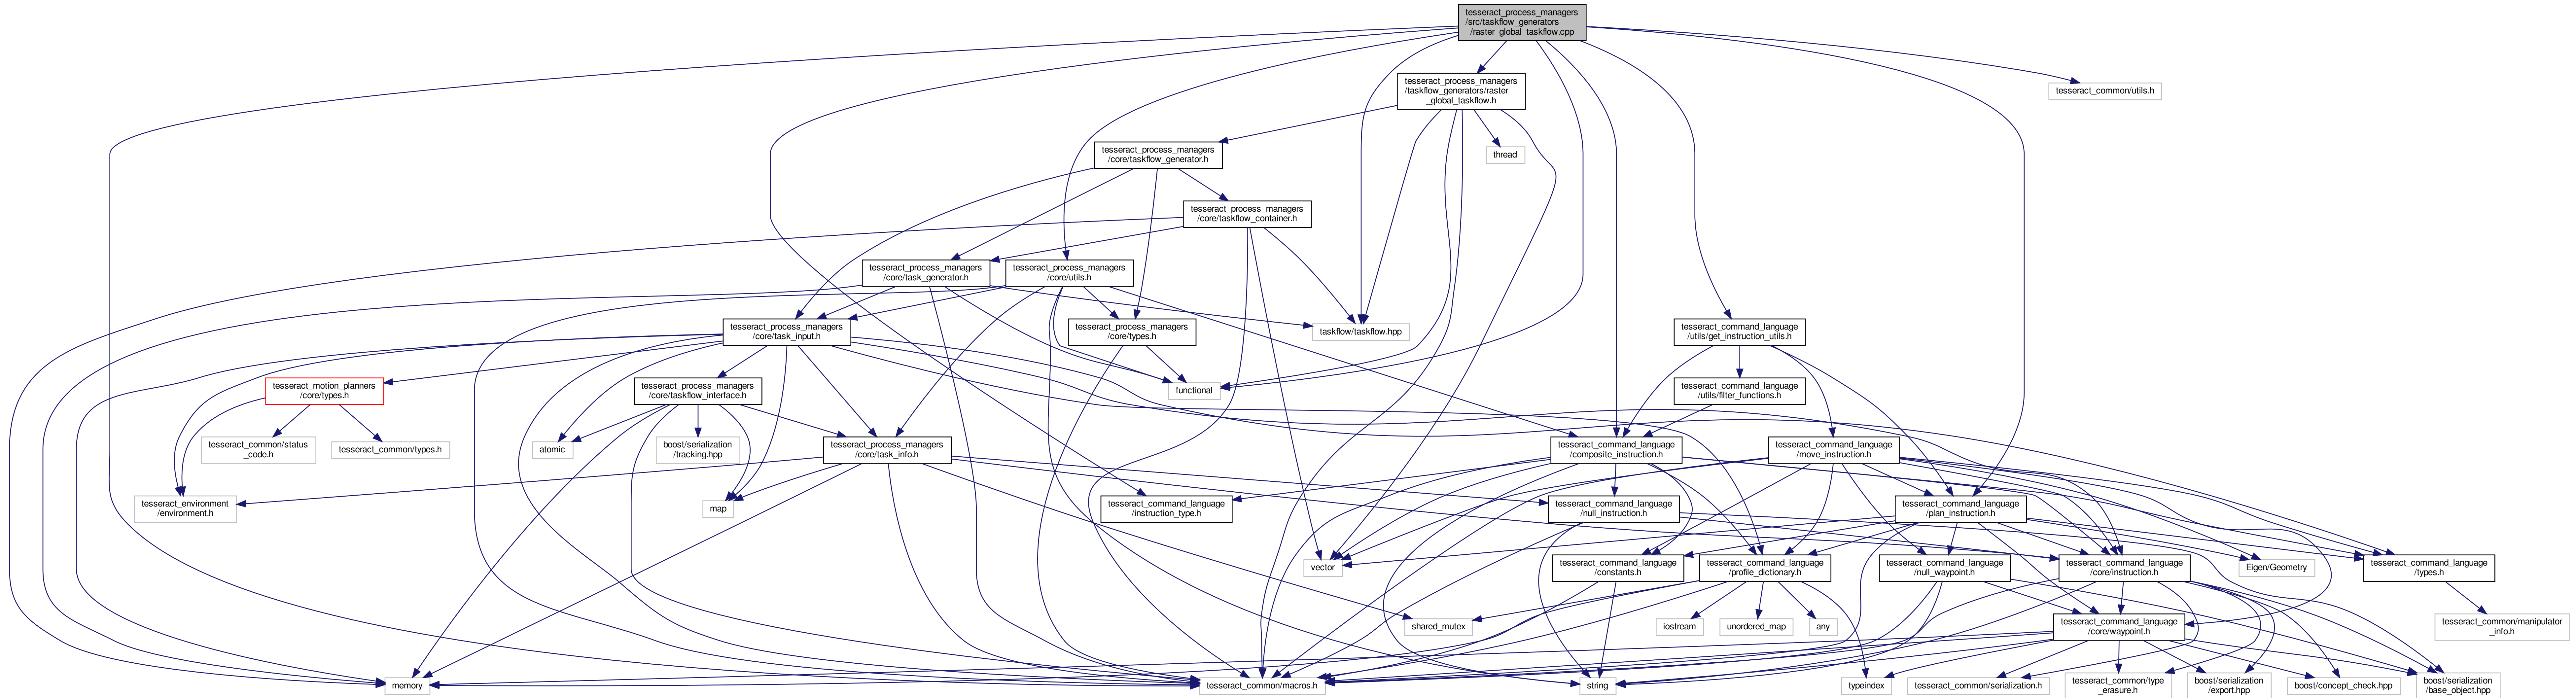 tesseract_process_managers
/src/taskflow_generators
/raster_global_taskflow.cpp
tesseract_process_managers
/taskflow_generators/raster
_global_taskflow.h
tesseract_common/utils.h
tesseract_process_managers
/core/taskflow_generator.h
thread
tesseract_process_managers
/core/taskflow_container.h
tesseract_process_managers
/core/task_generator.h
tesseract_process_managers
/core/utils.h
tesseract_process_managers
/core/task_input.h
tesseract_process_managers
/core/types.h
taskflow/taskflow.hpp
tesseract_command_language
/utils/get_instruction_utils.h
tesseract_motion_planners
/core/types.h
tesseract_process_managers
/core/taskflow_interface.h
functional
tesseract_command_language
/utils/filter_functions.h
tesseract_common/status
_code.h
tesseract_common/types.h
atomic
boost/serialization
/tracking.hpp
tesseract_process_managers
/core/task_info.h
tesseract_command_language
/composite_instruction.h
tesseract_command_language
/move_instruction.h
tesseract_environment
/environment.h
map
tesseract_command_language
/instruction_type.h
tesseract_command_language
/null_instruction.h
tesseract_command_language
/plan_instruction.h
vector
tesseract_command_language
/constants.h
tesseract_command_language
/profile_dictionary.h
tesseract_command_language
/null_waypoint.h
tesseract_command_language
/core/instruction.h
Eigen/Geometry
tesseract_command_language
/types.h
shared_mutex
iostream
unordered_map
any
tesseract_command_language
/core/waypoint.h
tesseract_common/manipulator
_info.h
memory
tesseract_common/macros.h
string
typeindex
tesseract_common/serialization.h
tesseract_common/type
_erasure.h
boost/serialization
/export.hpp
boost/concept_check.hpp
boost/serialization
/base_object.hpp